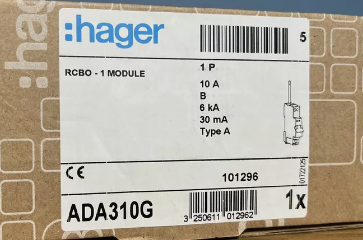 :hager
5
RCBO - 1 MODULE
1 P
10 A
B
6 kA
30 mA
Type A
CE
101296
01722125
ADA310G
3 250611 012962
1x